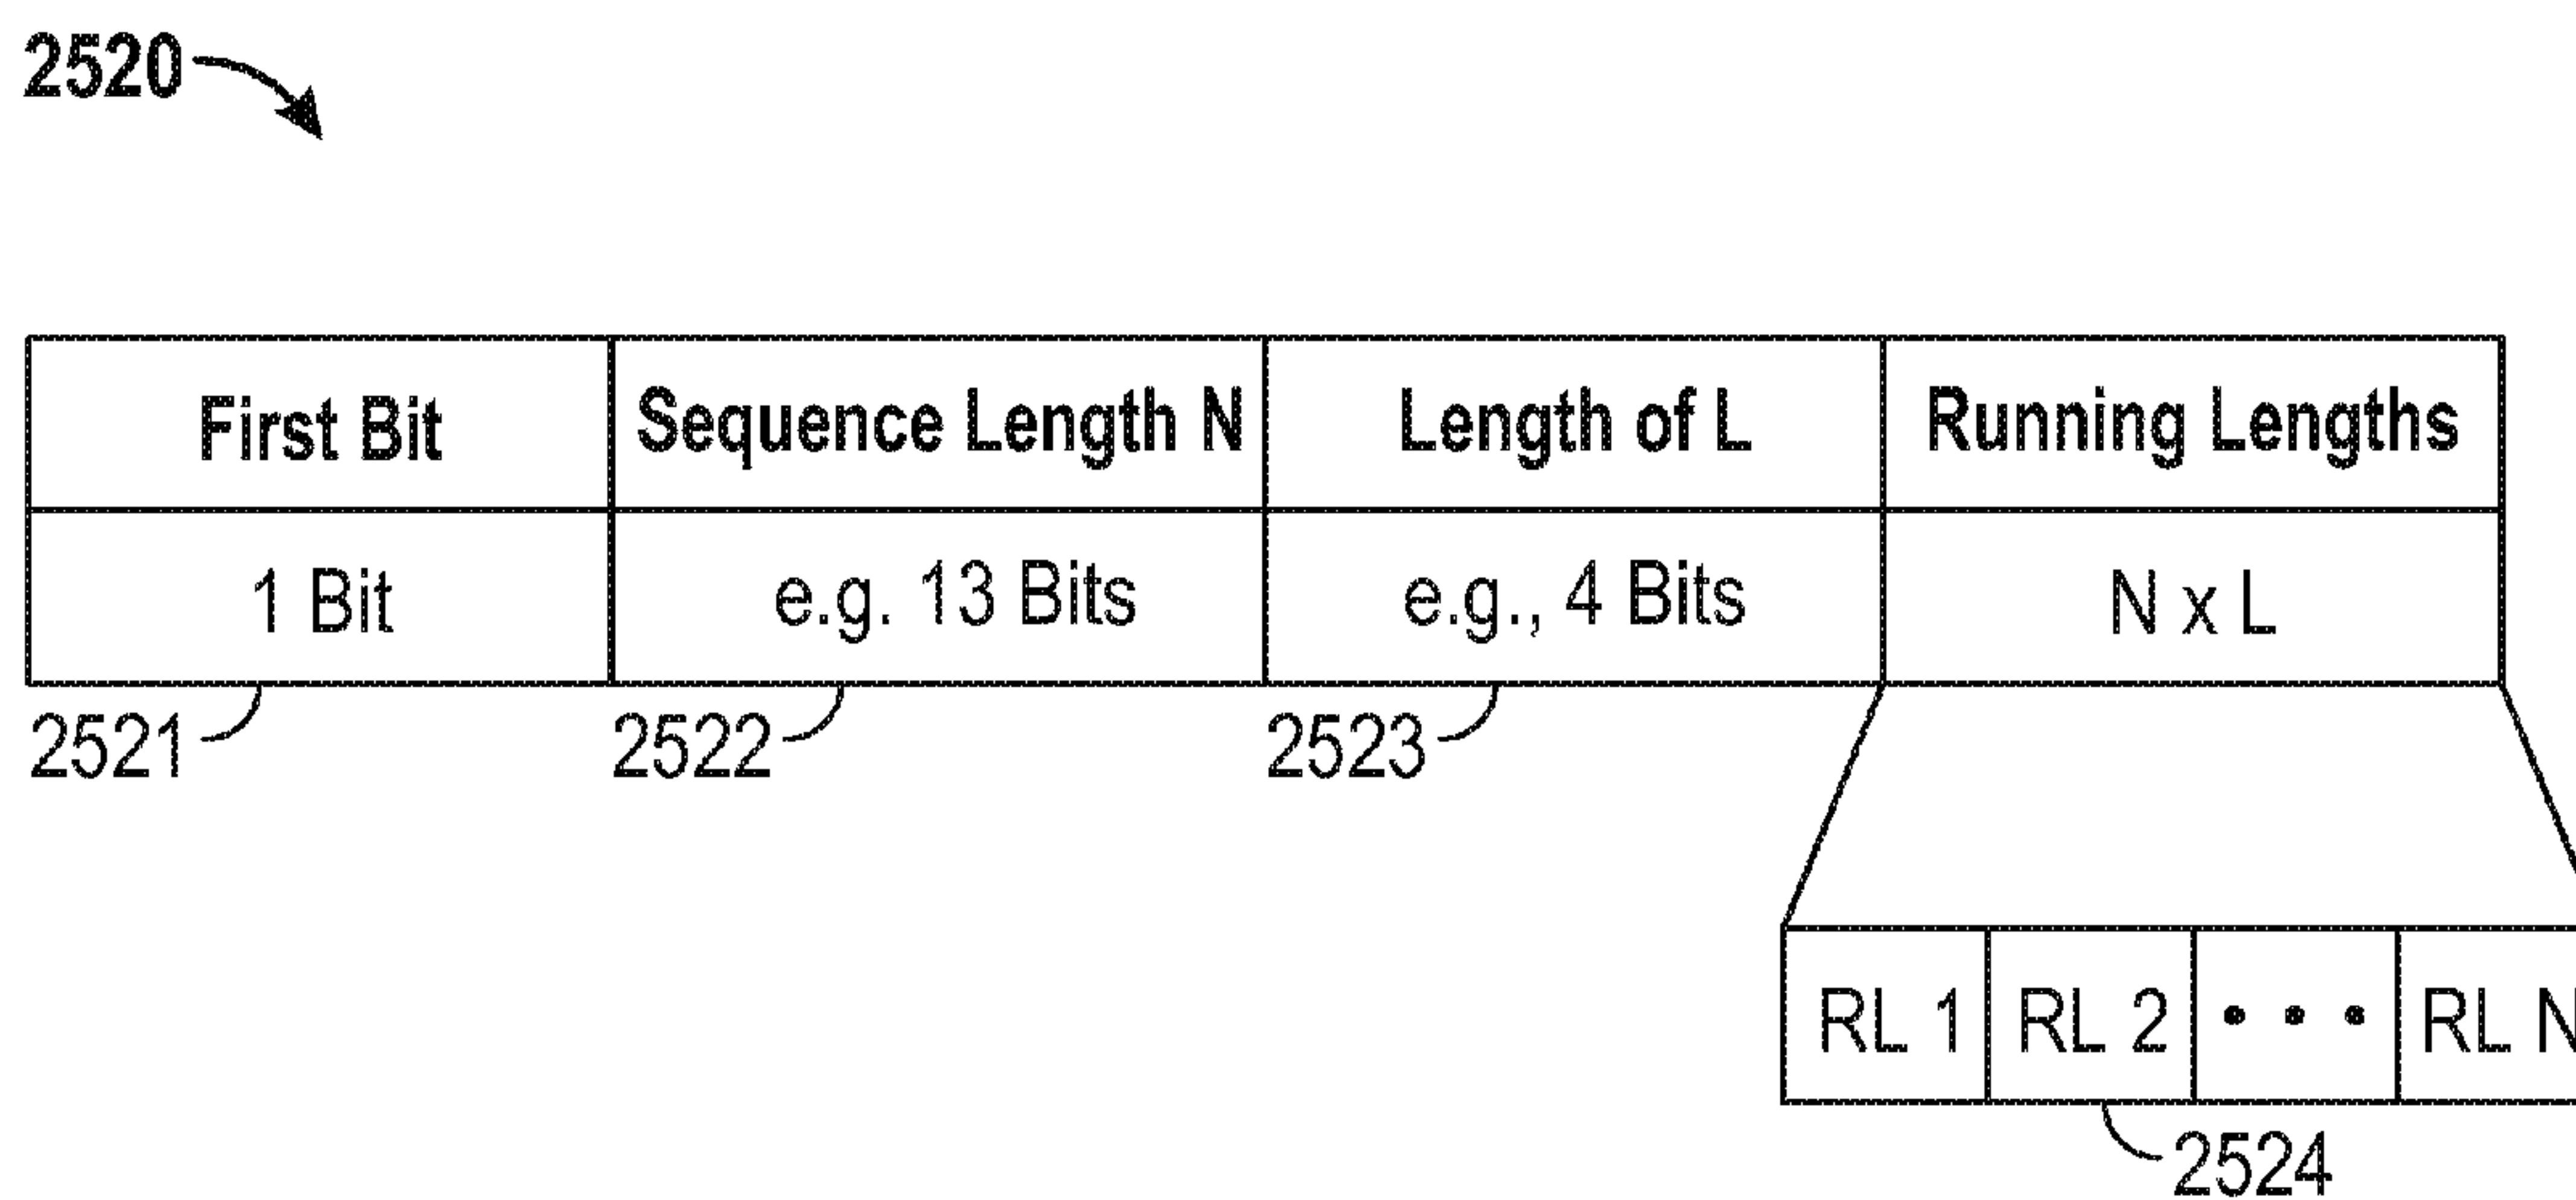 2520
First Bit Sequence Length N Length of L Running Lengths
1 Bit e.g. 13 Bits e.g., 4 Bits N x L
2521 2522 2523
RL 1 RL 2 • • • RL N
2524